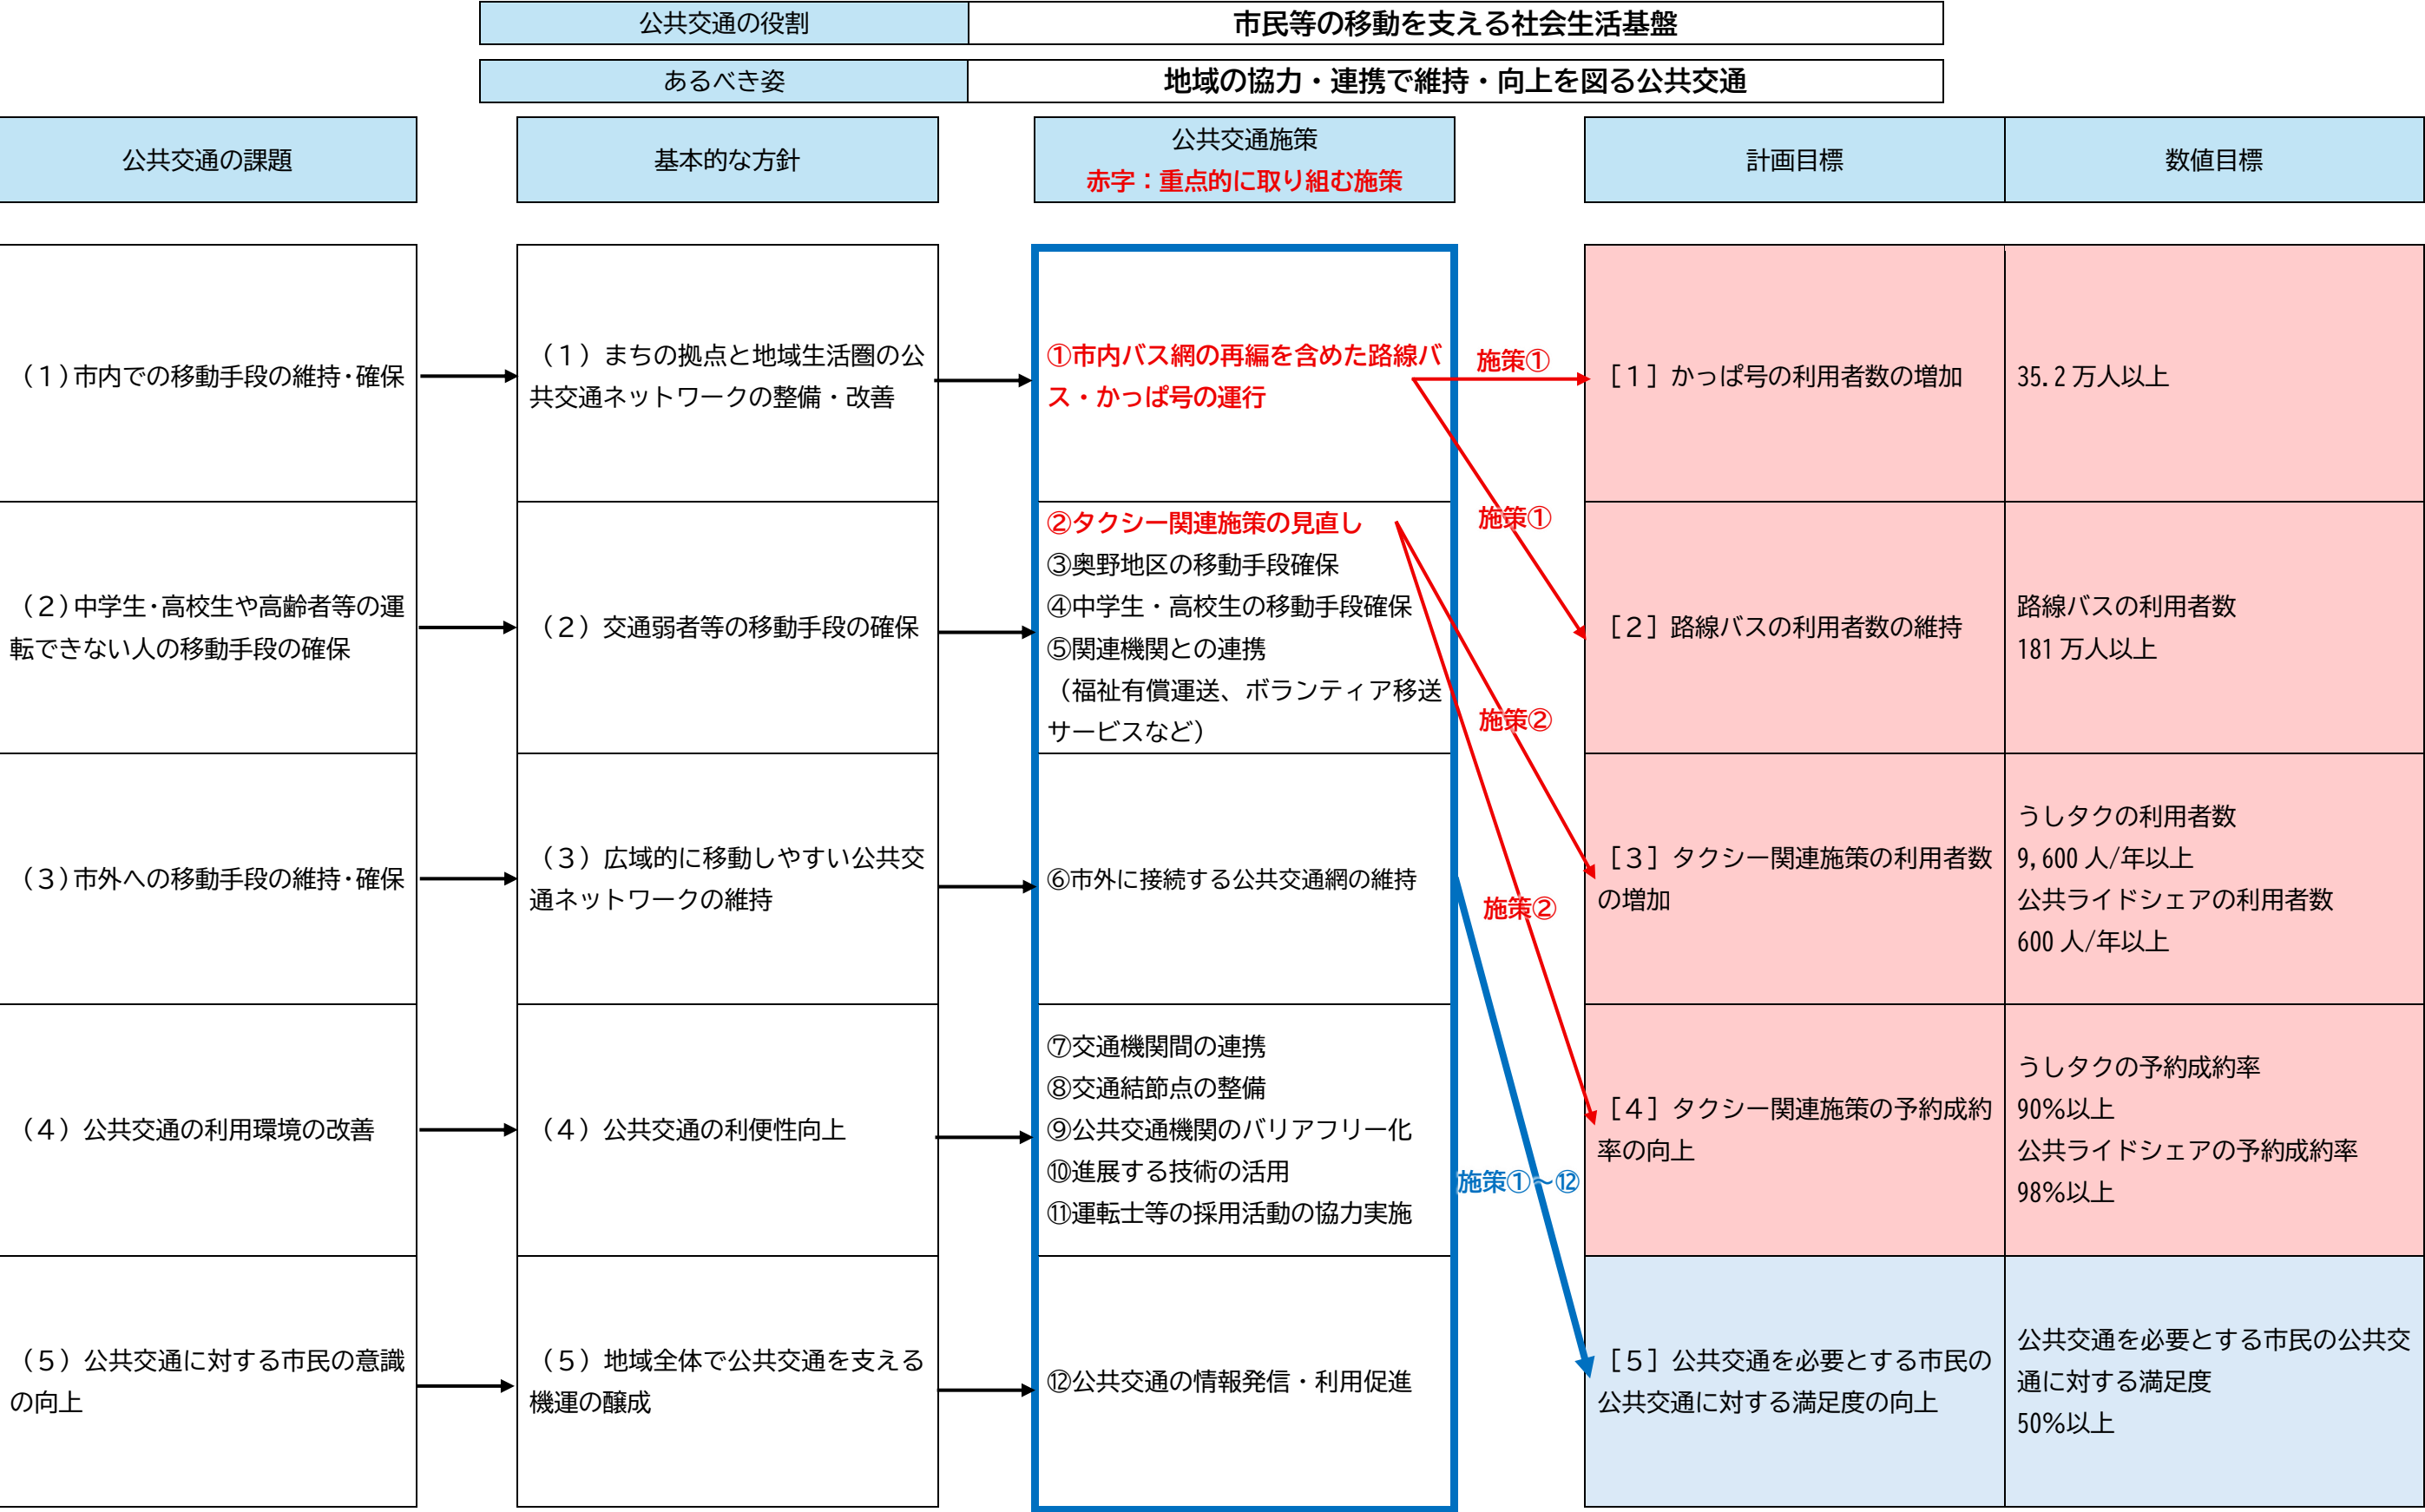 公共交通の役割
市民等の移動を支える社会生活基盤
あるべき姿
地域の協力・連携で維持・向上を図る公共交通
公共交通の課題
基本的な方針
公共交通施策
赤字：重点的に取り組む施策
計画目標
数値目標
（１）市内での移動手段の維持・確保
（１）まちの拠点と地域生活圏の公
共交通ネットワークの整備・改善
①市内バス網の再編を含めた路線バ
ス・かっぱ号の運行
施策①
［１］かっぱ号の利用者数の増加
35.2万人以上
（２）中学生・高校生や高齢者等の運
転できない人の移動手段の確保
（２）交通弱者等の移動手段の確保
②タクシー関連施策の見直し
③奥野地区の移動手段確保
④中学生・高校生の移動手段確保
⑤関連機関との連携
（福祉有償運送、ボランティア移送
サービスなど）
施策①
施策②
［２］路線バスの利用者数の維持
路線バスの利用者数
181万人以上
（３）市外への移動手段の維持・確保
（３）広域的に移動しやすい公共交
通ネットワークの維持
⑥市外に接続する公共交通網の維持
施策②
［３］タクシー関連施策の利用者数
の増加
うしタクの利用者数
9,600人/年以上
公共ライドシェアの利用者数
600人/年以上
（４）公共交通の利用環境の改善
（４）公共交通の利便性向上
⑦交通機関間の連携
⑧交通結節点の整備
⑨公共交通機関のバリアフリー化
⑩進展する技術の活用
⑪運転士等の採用活動の協力実施
施策①～⑫
［４］タクシー関連施策の予約成約
率の向上
うしタクの予約成約率
90％以上
公共ライドシェアの予約成約率
98％以上
（５）公共交通に対する市民の意識
の向上
（５）地域全体で公共交通を支える
機運の醸成
⑫公共交通の情報発信・利用促進
［５］公共交通を必要とする市民の
公共交通に対する満足度の向上
公共交通を必要とする市民の公共交
通に対する満足度
50％以上